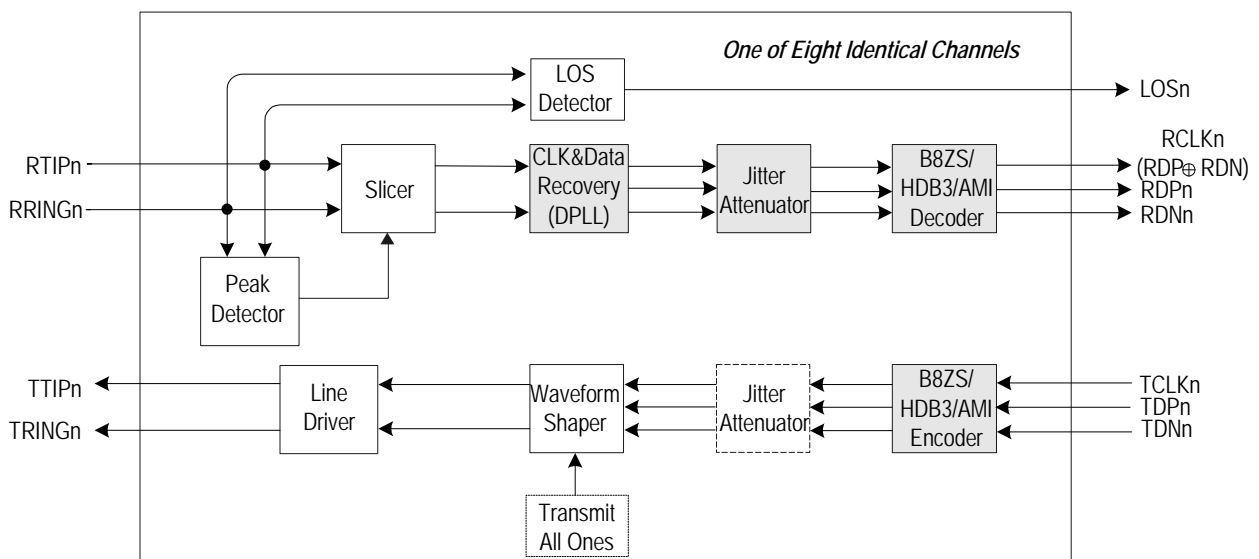 One of Eight Identical Channels
LOS
Detector
LOSn
RTIPn
RRINGn
Slicer
CLK&Data
Recovery
(DPLL)
Jitter
Attenuator
B8ZS/
HDB3/AMI
Decoder
RCLKn
(RDP⊕ RDN)
RDPn
RDNn
Peak
Detector
TTIPn
TRINGn
Line
Driver
Waveform
Shaper
Jitter
Attenuator
B8ZS/
HDB3/AMI
Encoder
TCLKn
TDPn
TDNn
Transmit
All Ones